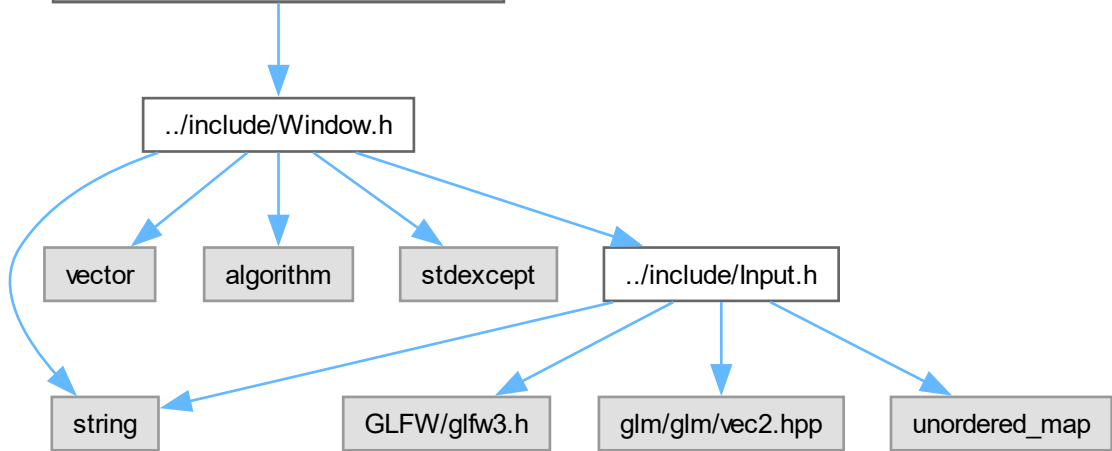 ../include/Window.h
vector
algorithm
stdexcept
../include/Input.h
string
GLFW/glfw3.h
glm/glm/vec2.hpp
unordered_map